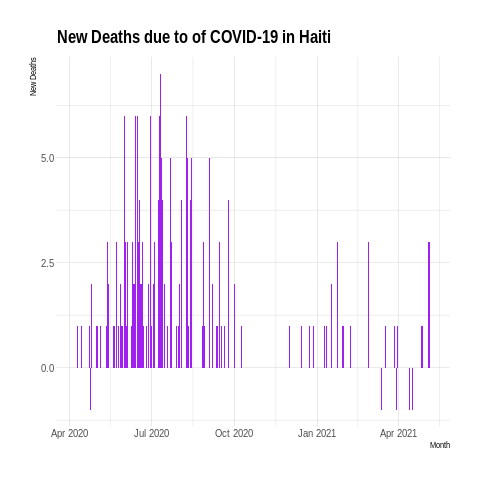 New Deaths due to of COVID-19 in Haiti
New Deaths
5.0
2.5
0.0
Apr 2020 Jul 2020 Oct 2020 Jan 2021 Apr 2021
Month